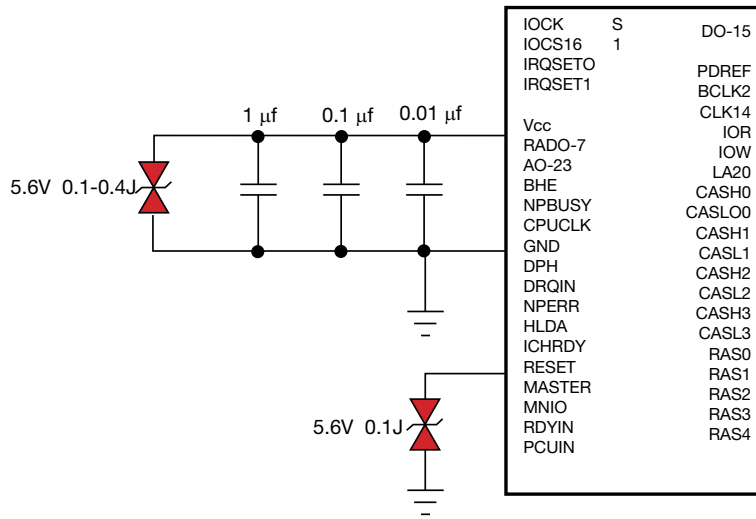 IOCK S DO-15
IOCS16 1
IRQSETO
IRQSET1
PDREF
BCLK2
CLK14
IOR
IOW
LA20
CASH0
CASLO0
CASH1
CASL1
CASH2
CASL2
CASH3
CASL3
RAS0
RAS1
RAS2
RAS3
RAS4
1 µf 0.1 µf 0.01 µf
Vcc
RADO-7
AO-23
BHE
NPBUSY
CPUCLK
GND
DPH
DRQIN
NPERR
HLDA
ICHRDY
RESET
MASTER
MNIO
RDYIN
PCUIN
5.6V 0.1-0.4J
5.6V 0.1J